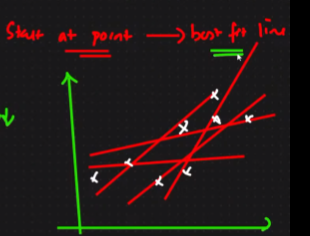 Start at point → best fit line